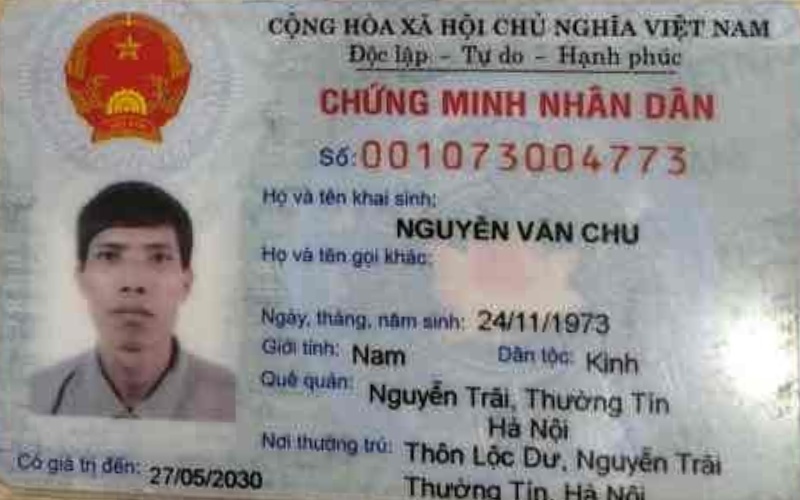 CỘNG HÒA XÃ HỘI CHỦ NGHĨA VIỆT NAM
Độc lập - Tự do - Hạnh phúc
CHỨNG MINH NHÂN DÂN
Số: 001073004773
Họ và tên khai sinh:
NGUYỄN VĂN CHU
Họ và tên gọi khác:
Ngày, tháng, năm sinh: 24/11/1973
Giới tính: Nam Dân tộc: Kinh
Quê quán: Nguyễn Trãi, Thường Tín
Hà Nội
Nơi thường trú: Thôn Lộc Dư, Nguyễn Trãi
Thường Tín, Hà Nội
Có giá trị đến: 27/05/2030